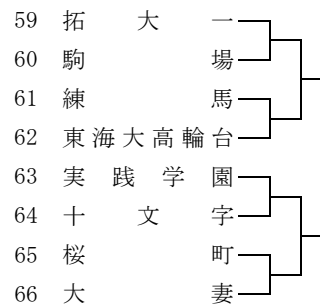 59 拓大一
60 駒場
61 練馬
62 東海大高輪台
63 実践学園
64 十文字
65 桜町
66 大妻